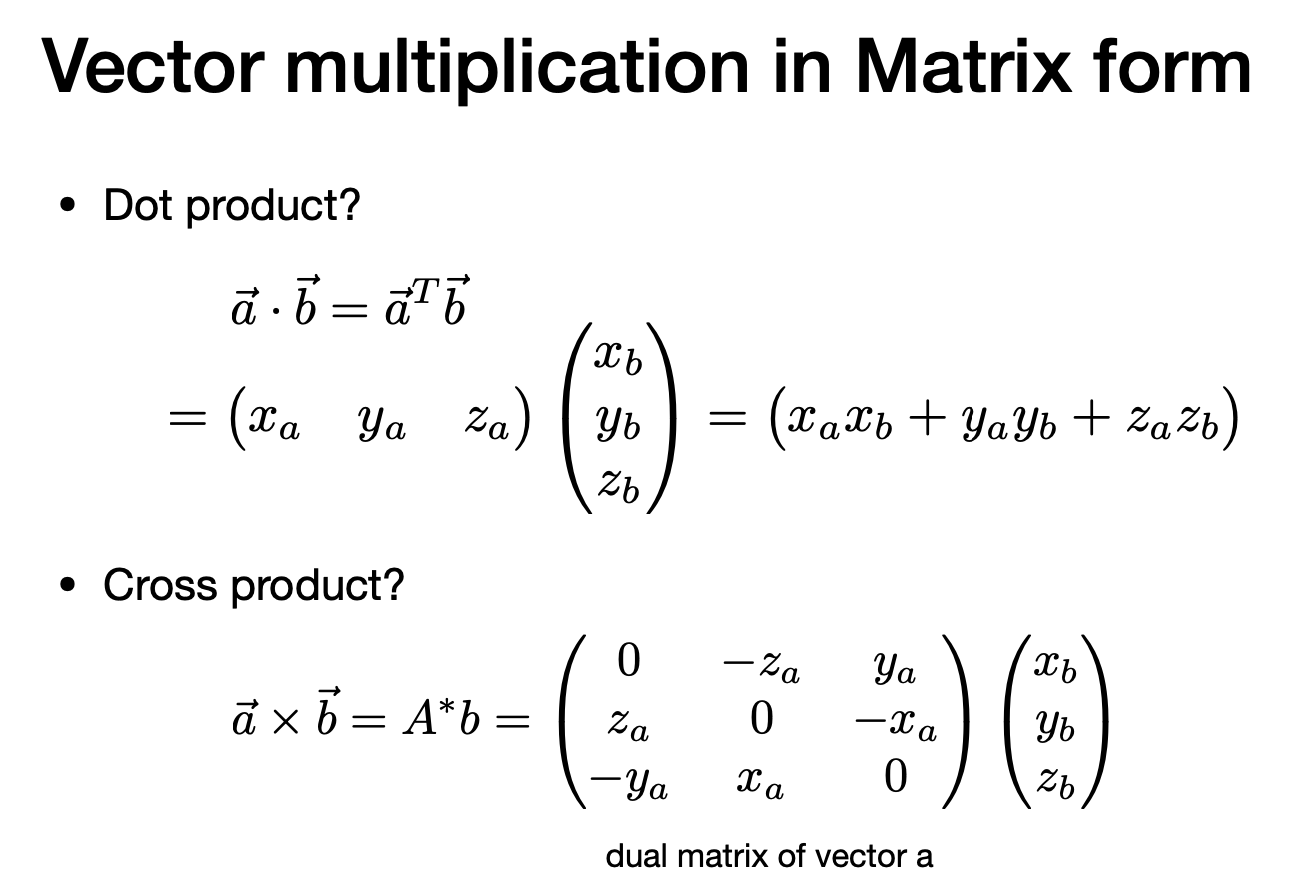 Vector multiplication in Matrix form
• Dot product?
$\vec{a} \cdot \vec{b} = \vec{a}^T \vec{b}$
$= \begin{pmatrix} x_a & y_a & z_a \end{pmatrix} \begin{pmatrix} x_b \\ y_b \\ z_b \end{pmatrix} = \begin{pmatrix} x_a x_b + y_a y_b + z_a z_b \end{pmatrix}$
• Cross product?
$\vec{a} \times \vec{b} = A^* b = \begin{pmatrix} 0 & -z_a & y_a \\ z_a & 0 & -x_a \\ -y_a & x_a & 0 \end{pmatrix} \begin{pmatrix} x_b \\ y_b \\ z_b \end{pmatrix}$
dual matrix of vector a